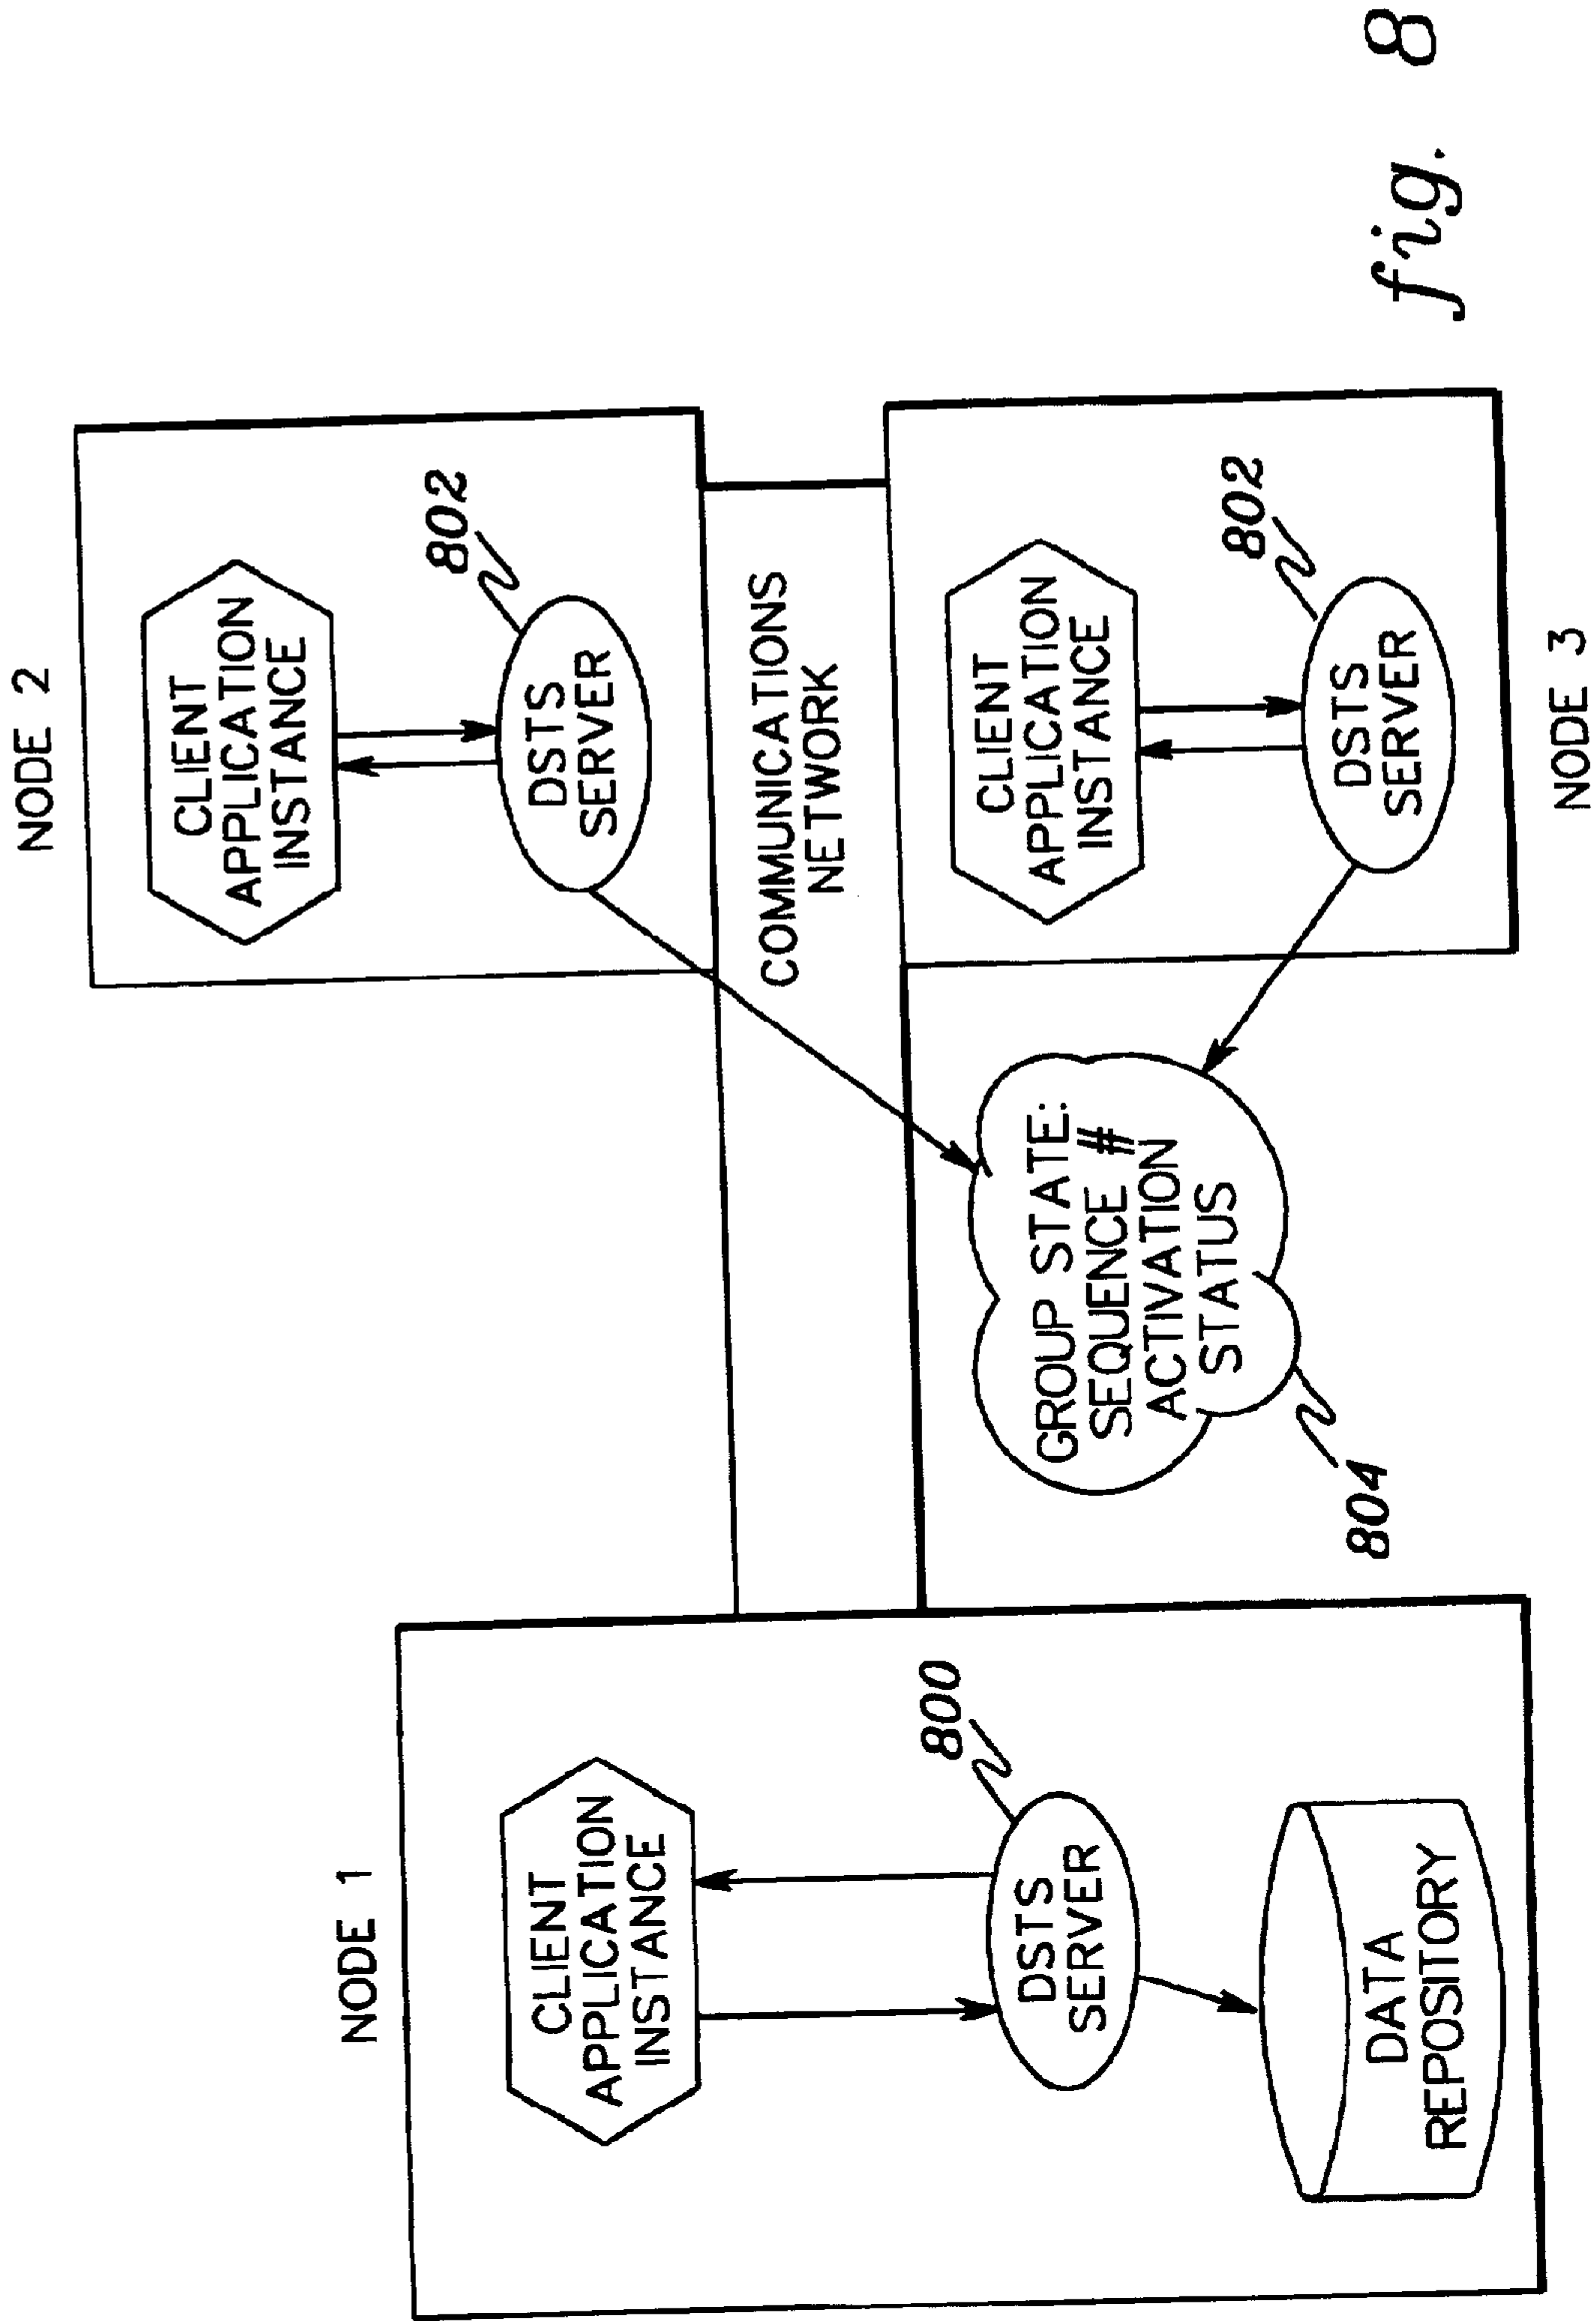 NODE 1
CLIENT
APPLICATION
INSTANCE
800
DSTS
SERVER
DATA
REPOSITORY
NODE 2
CLIENT
APPLICATION
INSTANCE
802
DSTS
SERVER
COMMUNICATIONS
NETWORK
GROUP STATE:
SEQUENCE #
ACTIVATION
STATUS
804
CLIENT
APPLICATION
INSTANCE
802
DSTS
SERVER
NODE 3
fig. 8